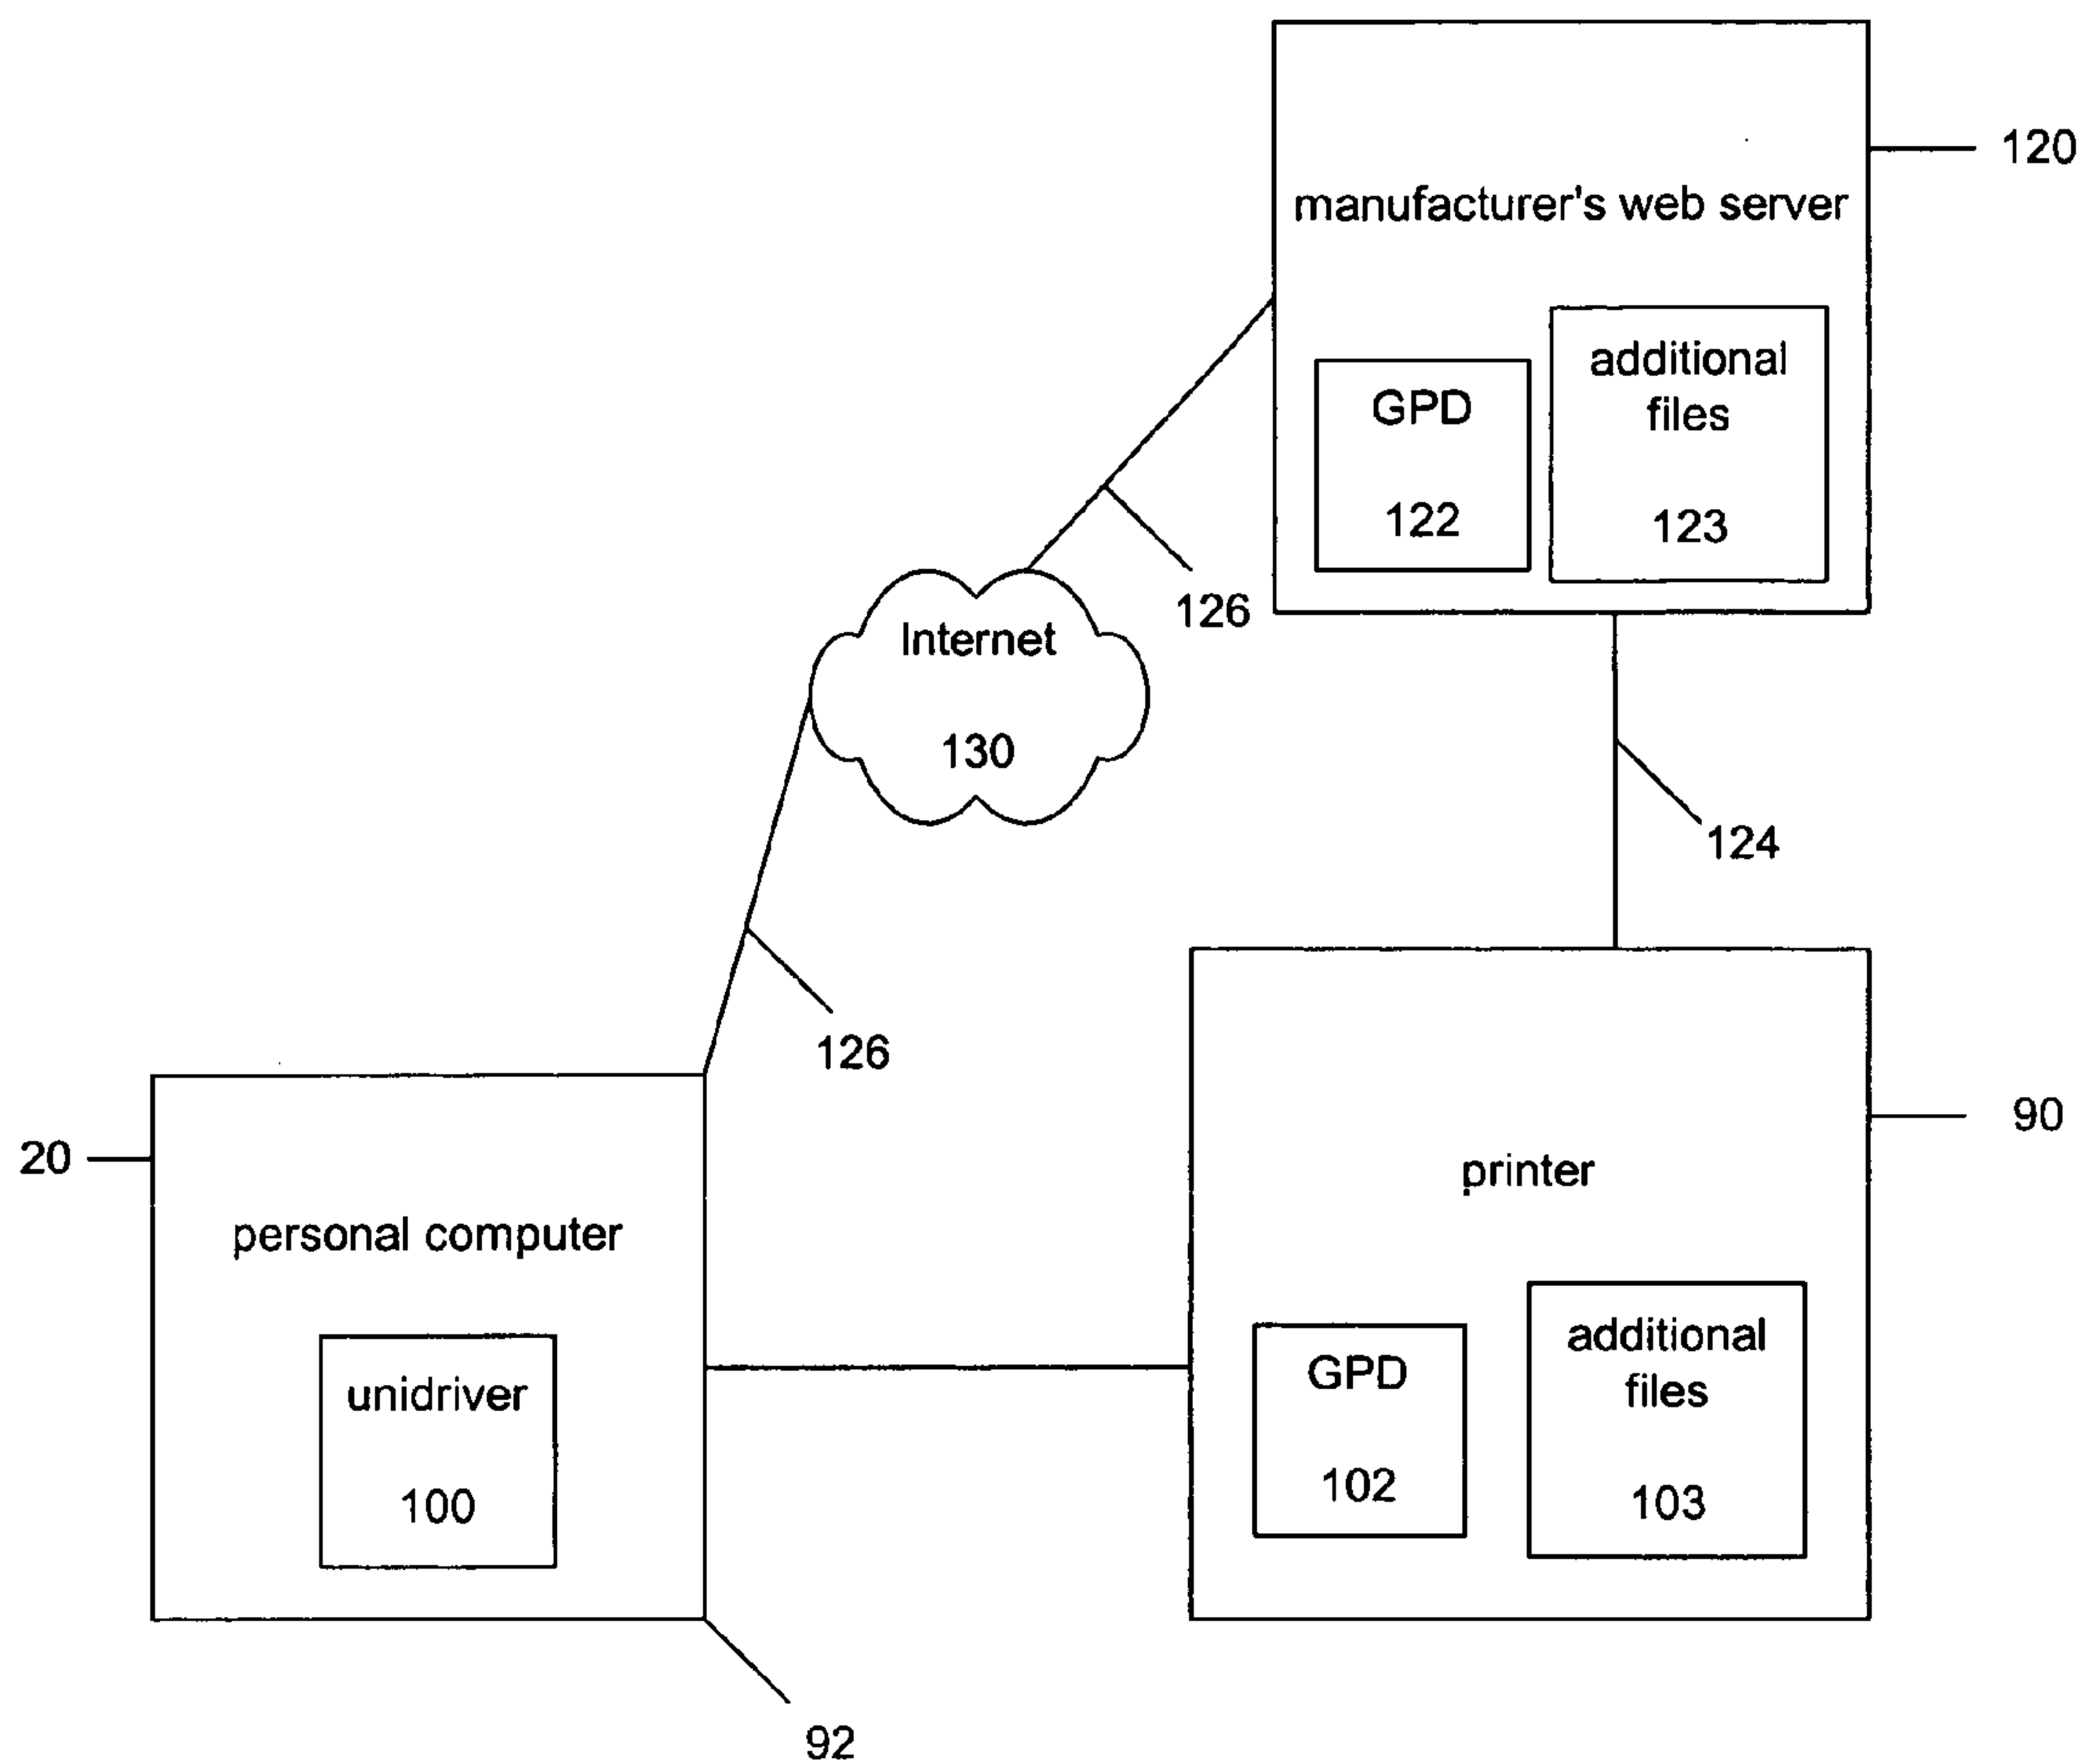 120
manufacturer's web server
GPD
122
additional
files
123
126
Internet
130
124
126
20
personal computer
unidriver
100
90
printer
GPD
102
additional
files
103
92